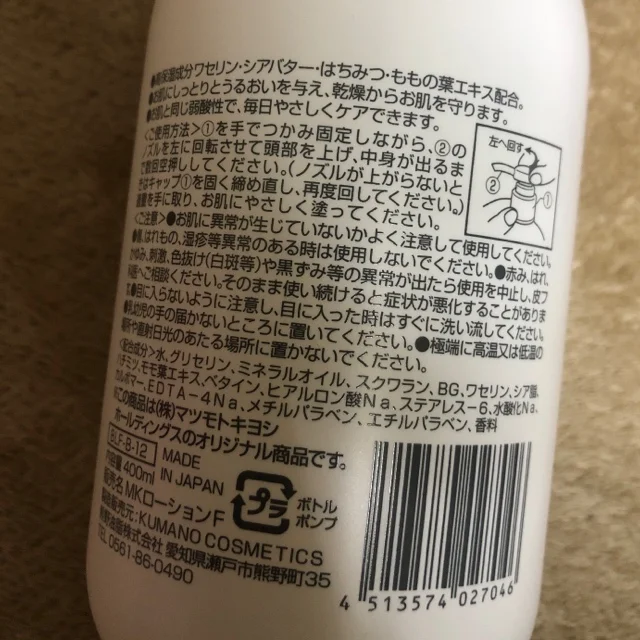 ●高保湿成分ワセリン・シアバター・はちみつ・ももの葉エキス配合。
●お肌にしっとりとうるおいを与え、乾燥からお肌を守ります。
●お肌と同じ弱酸性で、毎日やさしくケアできます。
〈ご使用方法〉①を手でつかみ固定しながら、②の
ノズルを左に回転させて頭部を上げ、中身が出るま
で数回空押ししてください。(ノズルが上がらないと
きはキャップ①を固く締め直し、再度回してください。)
適量を手に取り、お肌にやさしく塗ってください。
左へ回す
②
①
〈ご注意〉●お肌に異常が生じていないかよく注意して使用してください。
はれもの、湿疹等異常のある時は使用しないでください。●赤み、はれ、
かゆみ、刺激、色抜け(白斑等)や黒ずみ等の異常が出たら使用を中止し、皮フ
科医へご相談ください。そのまま使い続けると症状が悪化することがありま
す。●目に入らないように注意し、目に入った時はすぐに洗い流してください。
●乳幼児の手の届かないところに置いてください。●極端に高温又は低温の
場所や直射日光のあたる場所に置かないでください。
〈配合成分〉水、グリセリン、ミネラルオイル、スクワラン、BG、ワセリン、シア脂、
ハチミツ、モモ葉エキス、ベタイン、ヒアルロン酸Na、ステアレス-6、水酸化Na、
カルボマー、EDTA-4Na、メチルパラベン、エチルパラベン、香料
※この商品は(株)マツモトキヨシ
ホールディングスのオリジナル商品です。
BLF-B-12
MADE
IN JAPAN
内容量 400ml
販売名 MKローションF
プラ
ボトル
ポンプ
製造販売元:KUMANO COSMETICS
熊野油脂株式会社 愛知県瀬戸市熊野町35
TEL 0561-86-0490
4 513574 027046